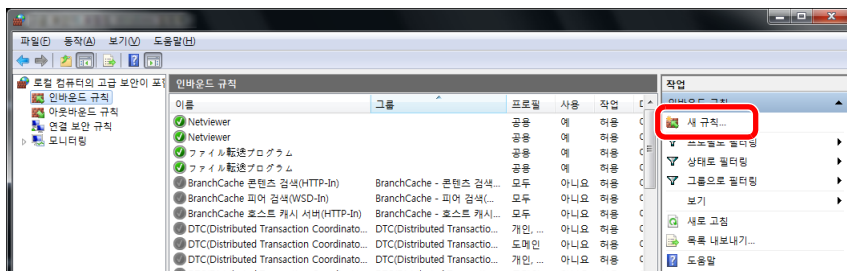 파일(F) 동작(A) 보기(V) 도움말(H)
로컬 컴퓨터의 고급 보안이 포
인바운드 규칙
아웃바운드 규칙
연결 보안 규칙
모니터링
인바운드 규칙
이름 그룹 프로필 사용 작업
Netviewer 공용 예 허용
Netviewer 공용 예 허용
ファイル転送プログラム 공용 예 허용
ファイル転送プログラム 공용 예 허용
BranchCache 콘텐츠 검색(HTTP-In) BranchCache - 콘텐츠 검색... 모두 아니요 허용
BranchCache 피어 검색(WSD-In) BranchCache - 피어 검색(... 모두 아니요 허용
BranchCache 호스트 캐시 서버(HTTP-In) BranchCache - 호스트 캐시... 모두 아니요 허용
DTC(Distributed Transaction Coordinato... DTC(Distributed Transactio... 개인, ... 아니요 허용
DTC(Distributed Transaction Coordinato... DTC(Distributed Transactio... 도메인 아니요 허용
DTC(Distributed Transaction Coordinato... DTC(Distributed Transactio... 개인, ... 아니요 허용
작업
인바운드 규칙
새 규칙...
프로필로 필터링
상태로 필터링
그룹으로 필터링
보기
새로 고침
목록 내보내기...
도움말